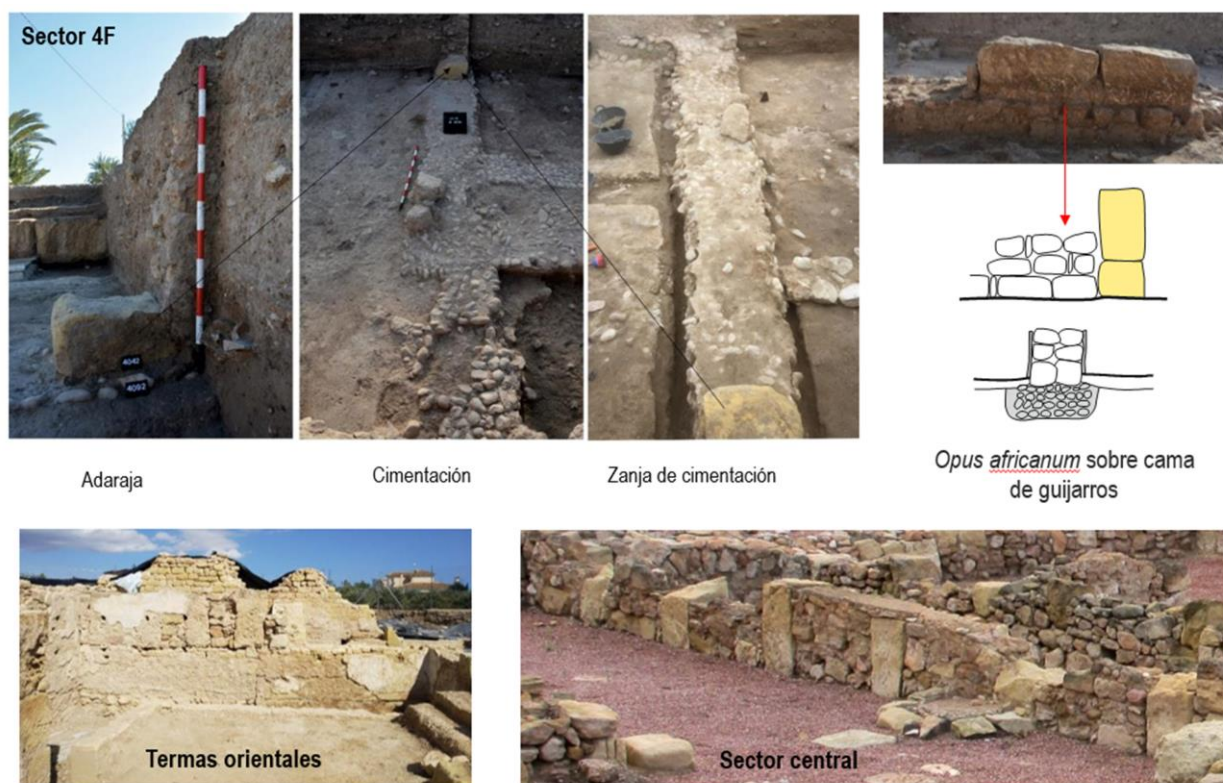 Sector 4F
4042
4092
Adaraja
Cimentación
Zanja de cimentación
Opus africanum sobre cama
de guijarros
Termas orientales
Sector central